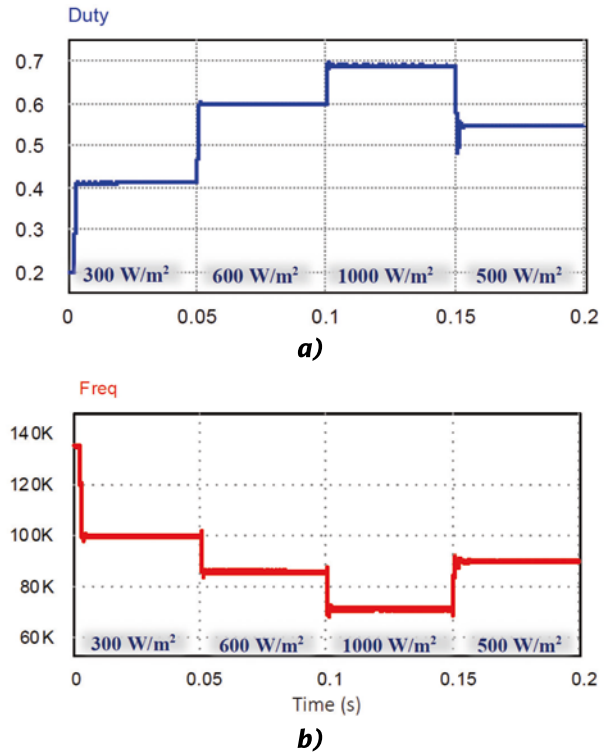 Duty
0.7
0.6
0.5
0.4
0.3
0.2
300 W/m² 600 W/m² 1000 W/m² 500 W/m²
0 0.05 0.1 0.15 0.2
a)
Freq
140K
120K
100K
80K
60K
300 W/m² 600 W/m² 1000 W/m² 500 W/m²
0 0.05 0.1 0.15 0.2
Time (s)
b)